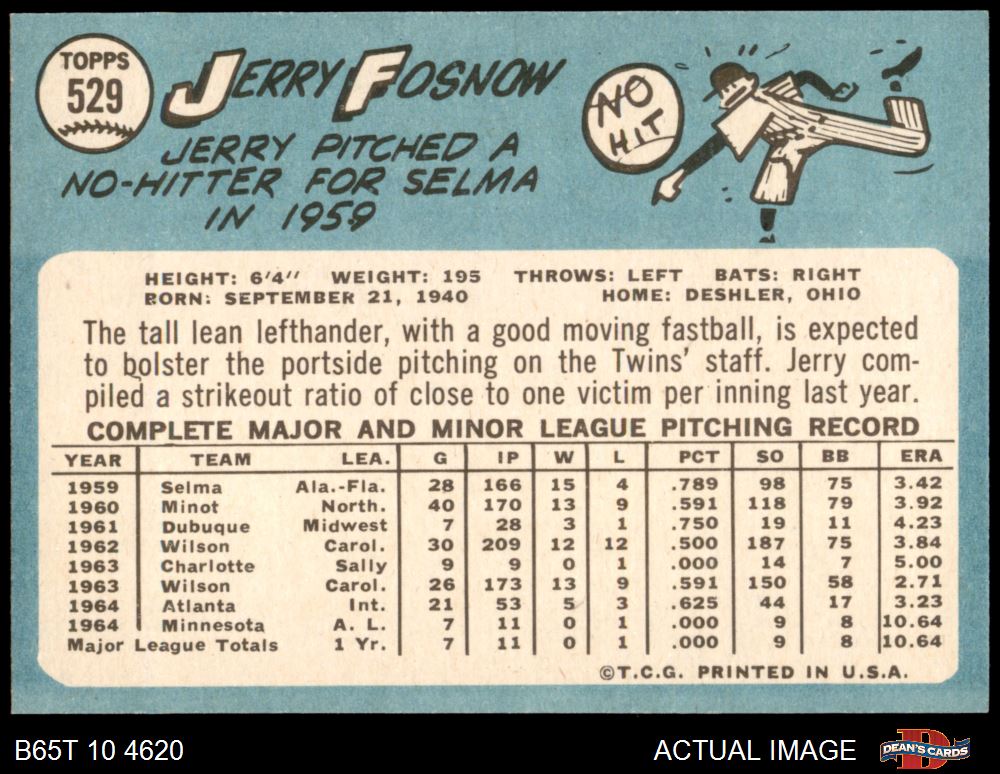 TOPPS
529
JERRY FOSNOW
JERRY PITCHED A
NO-HITTER FOR SELMA
IN 1959
NO
HIT
HEIGHT: 6'4" WEIGHT: 195 THROWS: LEFT BATS: RIGHT
BORN: SEPTEMBER 21, 1940 HOME: DESHLER, OHIO
The tall lean lefthander, with a good moving fastball, is expected
to bolster the portside pitching on the Twins' staff. Jerry com-
piled a strikeout ratio of close to one victim per inning last year.
COMPLETE MAJOR AND MINOR LEAGUE PITCHING RECORD
YEAR TEAM LEA. G IP W L PCT SO BB ERA
1959 Selma Ala.-Fla. 28 166 15 4 .789 98 75 3.42
1960 Minot North. 40 170 13 9 .591 118 79 3.92
1961 Dubuque Midwest 7 28 3 1 .750 19 11 4.23
1962 Wilson Carol. 30 209 12 12 .500 187 75 3.84
1963 Charlotte Sally 9 9 0 1 .000 14 7 5.00
1963 Wilson Carol. 26 173 13 9 .591 150 58 2.71
1964 Atlanta Int. 21 53 5 3 .625 44 17 3.23
1964 Minnesota A. L. 7 11 0 1 .000 9 8 10.64
Major League Totals 1 Yr. 7 11 0 1 .000 9 8 10.64
©T.C.G. PRINTED IN U.S.A.
B65T 10 4620 ACTUAL IMAGE DEAN'S CARDS